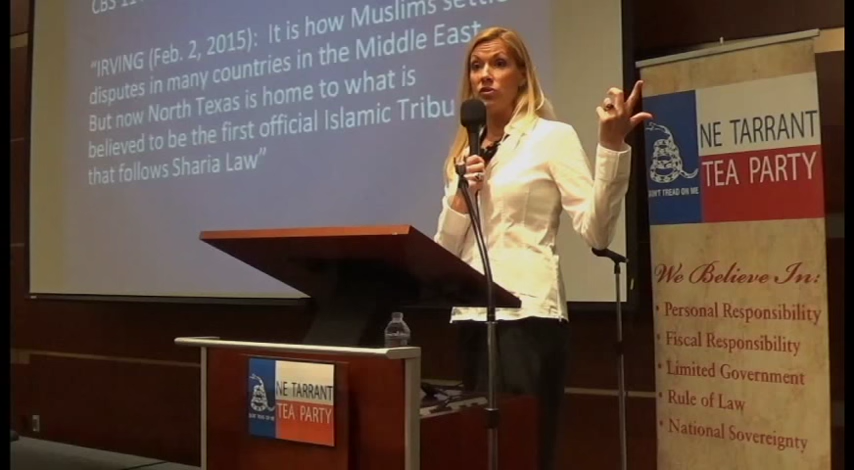 CBS 11
"IRVING (Feb. 2, 2015): It is how Muslims settle
disputes in many countries in the Middle East.
But now North Texas is home to what is
believed to be the first official Islamic
that follows Sharia Law"
NE TARRANT
TEA PARTY
DON'T TREAD ON ME
We Believe In:
• Personal Responsibility
• Fiscal Responsibility
• Limited Government
• Rule of Law
• National Sovereignty
NE TARRANT
TEA PARTY